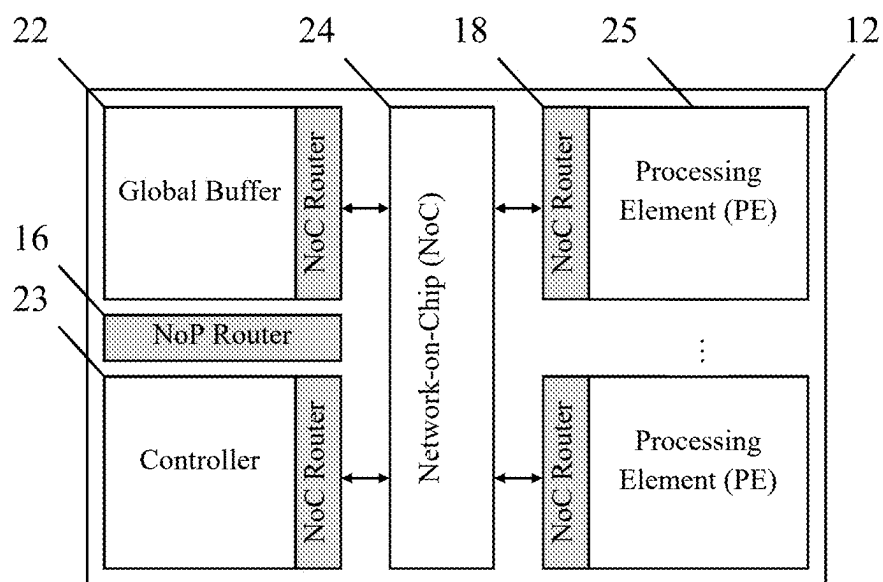 22 24 18 25 12
Global Buffer
NoC Router
Network-on-Chip (NoC)
NoC Router
Processing
Element (PE)
16
23
NoP Router
⋮
Controller
NoC Router
NoC Router
Processing
Element (PE)